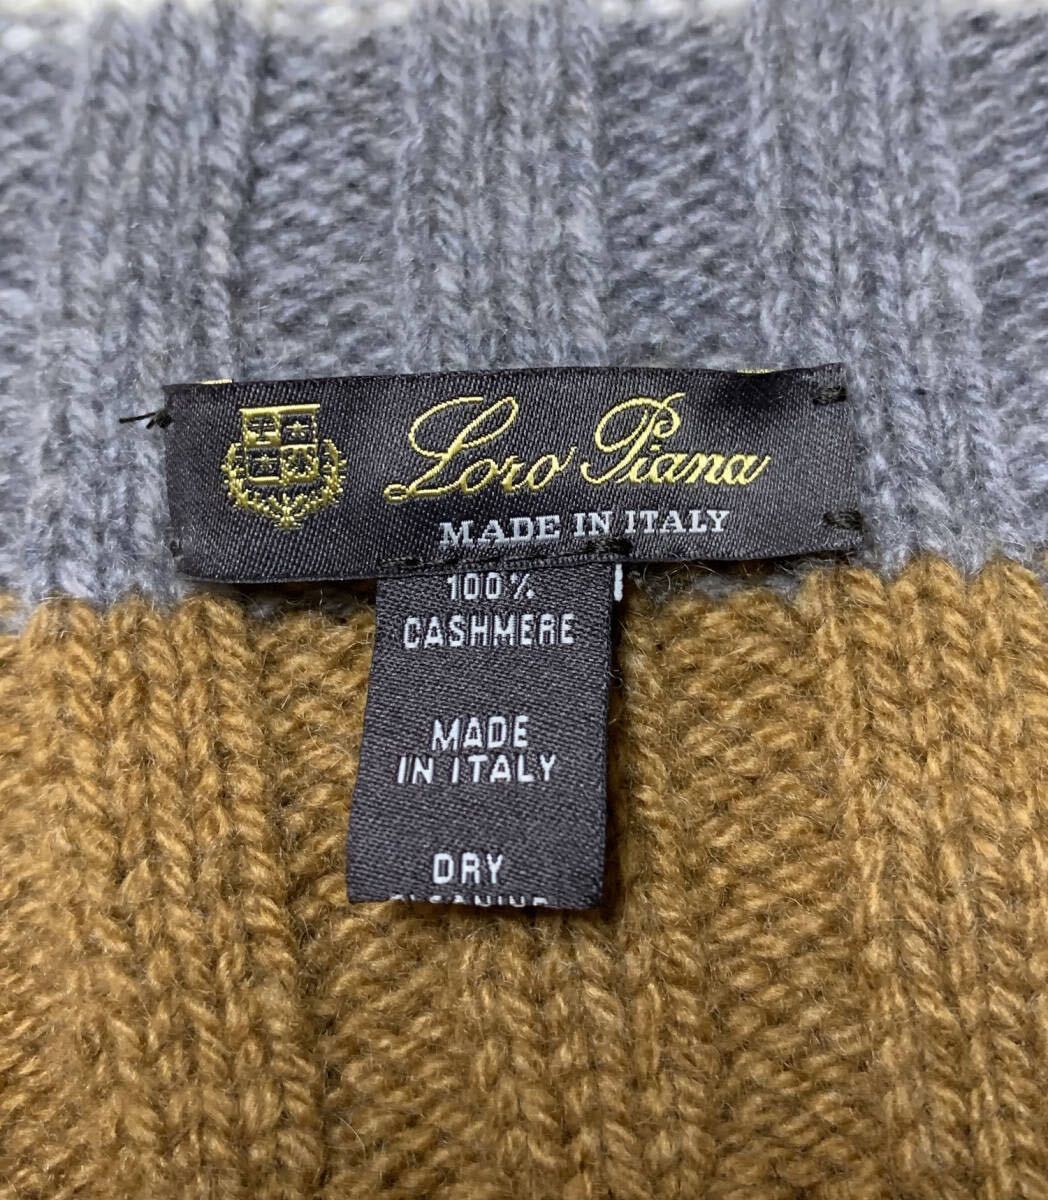 Loro Piana
MADE IN ITALY
100%
CASHMERE
MADE
IN ITALY
DRY